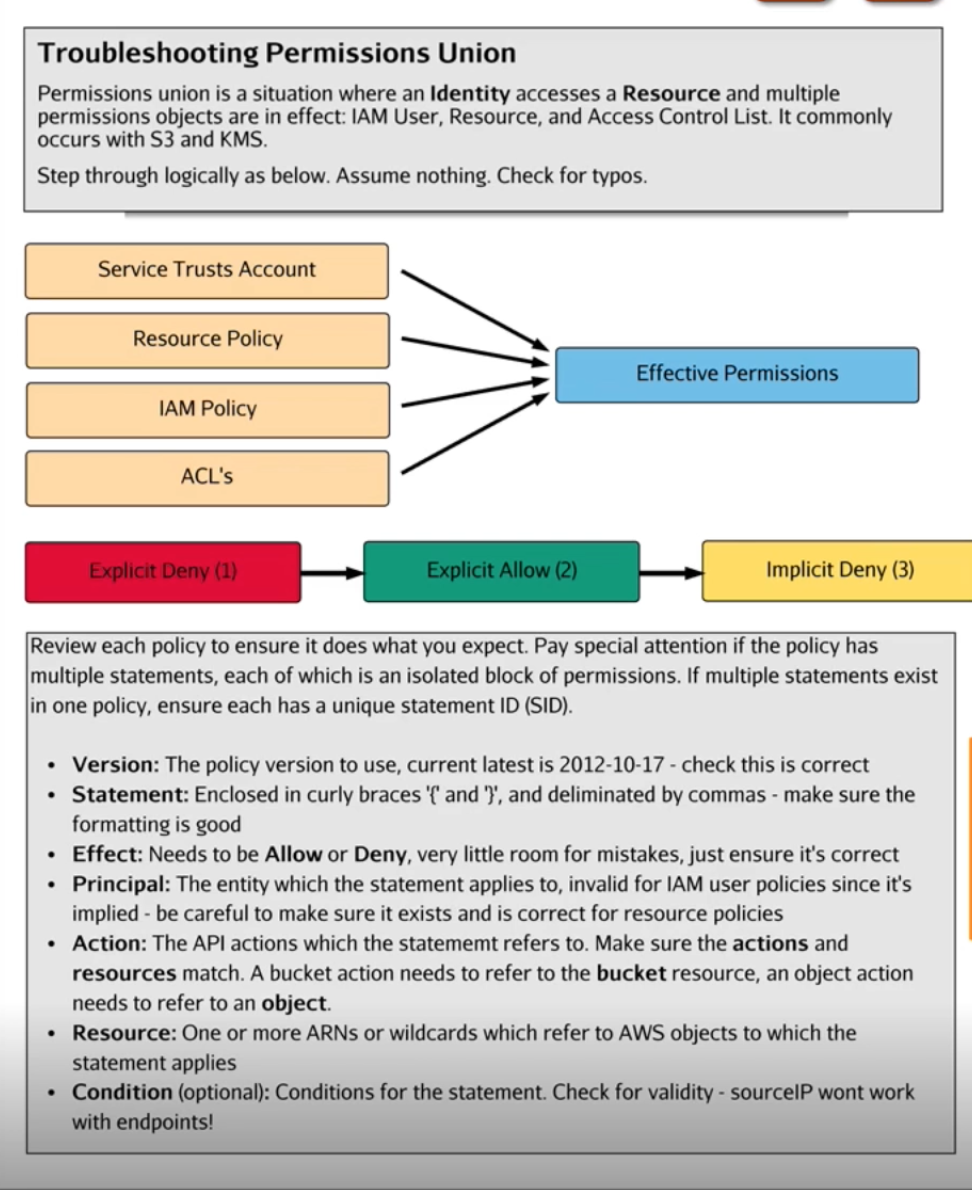 Troubleshooting Permissions Union
Permissions union is a situation where an Identity accesses a Resource and multiple
permissions objects are in effect: IAM User, Resource, and Access Control List. It commonly
occurs with S3 and KMS.
Step through logically as below. Assume nothing. Check for typos.
Service Trusts Account
Resource Policy
IAM Policy
ACL's
Effective Permissions
Explicit Deny (1)
Explicit Allow (2)
Implicit Deny (3)
Review each policy to ensure it does what you expect. Pay special attention if the policy has
multiple statements, each of which is an isolated block of permissions. If multiple statements exist
in one policy, ensure each has a unique statement ID (SID).
• Version: The policy version to use, current latest is 2012-10-17 - check this is correct
• Statement: Enclosed in curly braces '{' and '}', and deliminated by commas - make sure the
formatting is good
• Effect: Needs to be Allow or Deny, very little room for mistakes, just ensure it's correct
• Principal: The entity which the statement applies to, invalid for IAM user policies since it's
implied - be careful to make sure it exists and is correct for resource policies
• Action: The API actions which the statememt refers to. Make sure the actions and
resources match. A bucket action needs to refer to the bucket resource, an object action
needs to refer to an object.
• Resource: One or more ARNs or wildcards which refer to AWS objects to which the
statement applies
• Condition (optional): Conditions for the statement. Check for validity - sourceIP wont work
with endpoints!